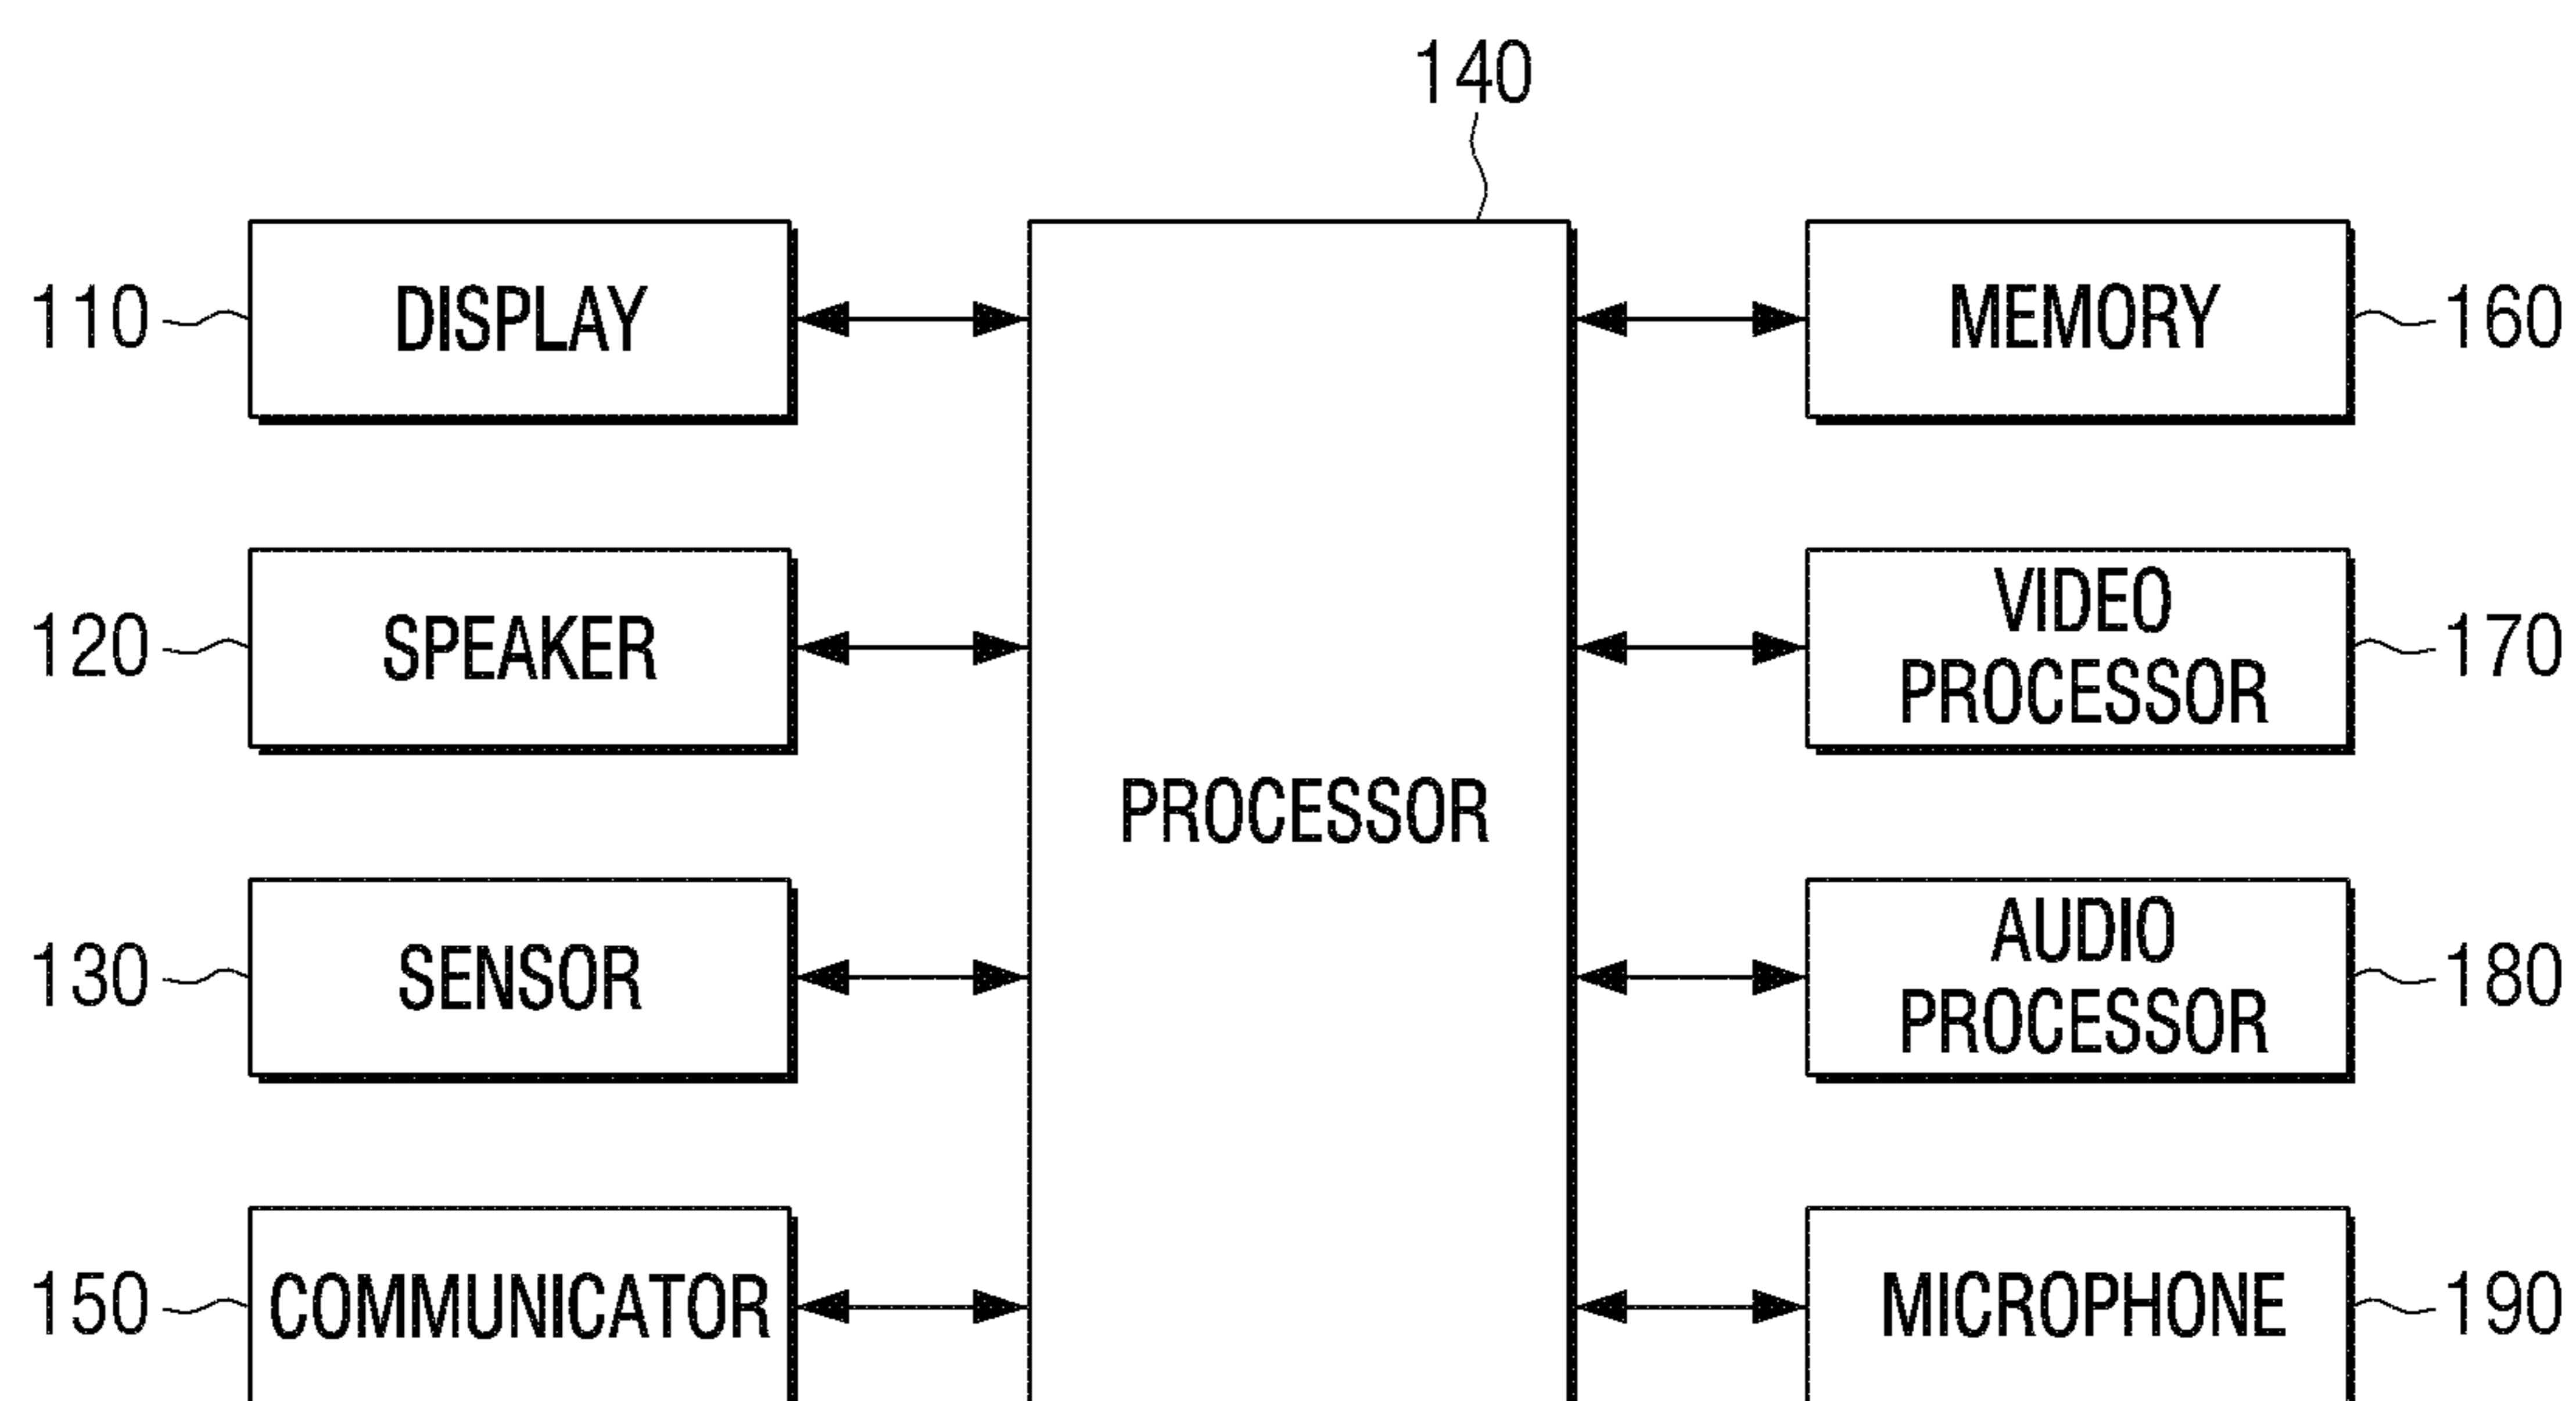 140
110
DISPLAY
MEMORY
160
120
SPEAKER
VIDEO
PROCESSOR
170
PROCESSOR
130
SENSOR
AUDIO
PROCESSOR
180
150
COMMUNICATOR
MICROPHONE
190